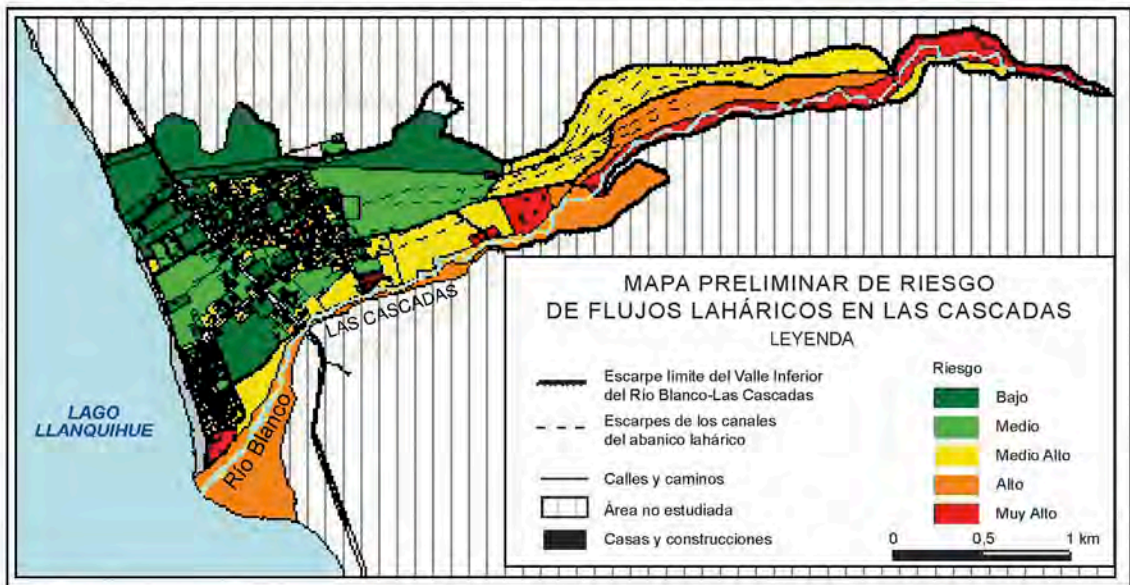 MAPA PRELIMINAR DE RIESGO
DE FLUJOS LAHÁRICOS EN LAS CASCADAS
LEYENDA
Escarpe limite del Valle Inferior
del Río Blanco-Las Cascadas
Escarpes de los canales
del abanico lahárico
Calles y caminos
Área no estudiada
Casas y construcciones
Riesgo
Bajo
Medio
Medio Alto
Alto
Muy Alto
0 0,5 1 km
LAS CASCADAS
LAGO
LLANQUIHUE
Río Blanco